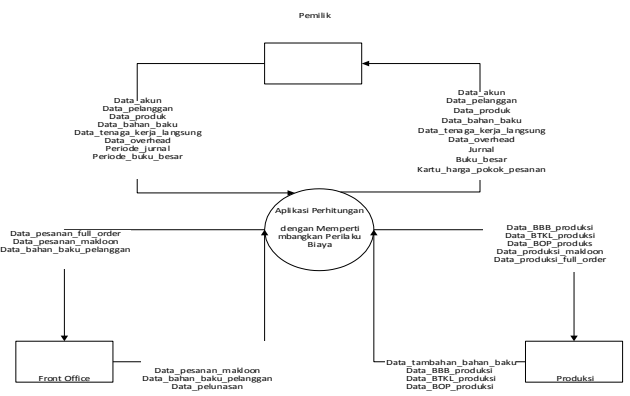 Pemilik
Data_akun
Data_pelanggan
Data_produk
Data_bahan_baku
Data_tenaga_kerja_langsung
Data_overhead
Periode_jurnal
Periode_buku_besar
Data_akun
Data_pelanggan
Data_produk
Data_bahan_baku
Data_tenaga_kerja_langsung
Data_overhead
Jurnal
Buku_besar
Kartu_harga_pokok_pesanan
Aplikasi Perhitungan
dengan Memperti
mbangkan Perilaku
Biaya
Data_pesanan_full_order
Data_pesanan_makloon
Data_bahan_baku_pelanggan
Data_BBB_produksi
Data_BTKL_produksi
Data_BOP_produks
Data_produksi_makloon
Data_produksi_full_order
Front Office
Data_pesanan_makloon
Data_bahan_baku_pelanggan
Data_pelunasan
Data_tambahan_bahan_baku
Data_BBB_produksi
Data_BTKL_produksi
Data_BOP_produksi
Produksi